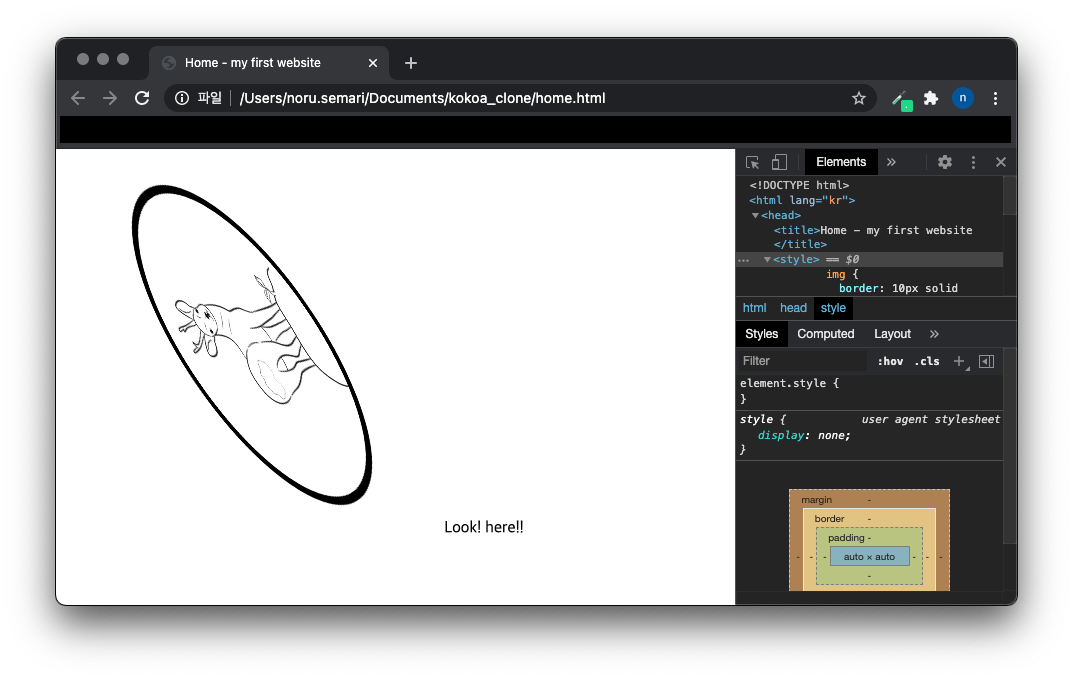 Home - my first website
파일 /Users/noru.semari/Documents/kokoa_clone/home.html
n
Elements
<!DOCTYPE html>
<html lang="kr">
<head>
<title>Home - my first website
</title>
<style> == $0
img {
border: 10px solid
html head style
Styles Computed Layout
Filter :hov .cls
element.style {
}
style { user agent stylesheet
display: none;
}
margin -
border -
padding -
- - - auto × auto - - -
-
Look! here!!